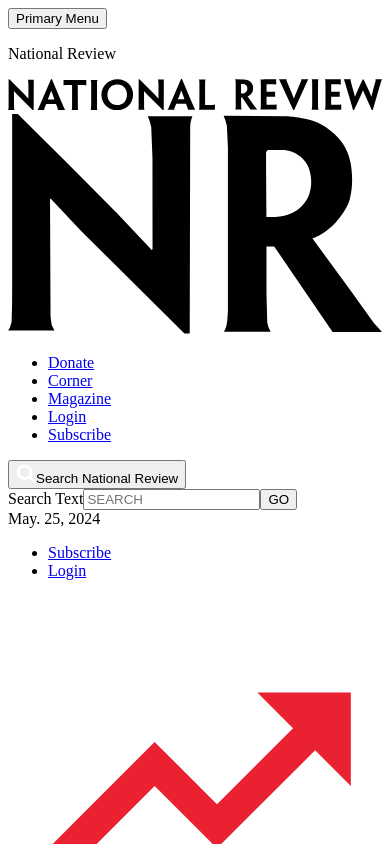 Primary Menu
National Review
NATIONAL REVIEW
NR
Donate
Corner
Magazine
Login
Subscribe
Search National Review
Search Text SEARCH GO
May. 25, 2024
Subscribe
Login